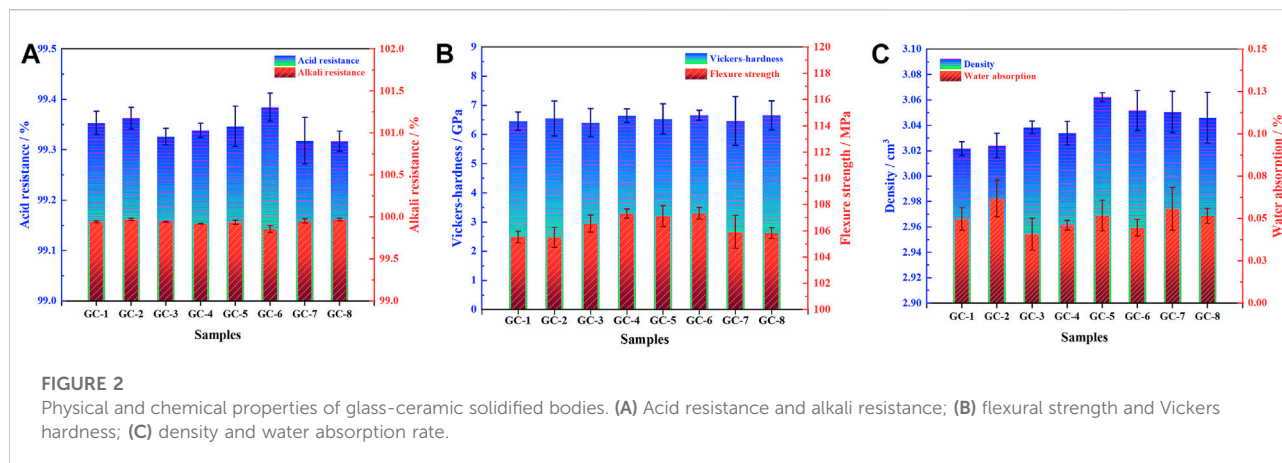 A
99.5
99.4
99.3
99.2
99.1
99.0
Acid resistance / %
Acid resistance
Alkali resistance
102.0
101.5
101.0
100.5
100.0
99.5
99.0
Alkali resistance / %
GC-1 GC-2 GC-3 GC-4 GC-5 GC-6 GC-7 GC-8
Samples
B
9
8
7
6
5
4
3
2
1
0
Vickers-hardness / GPa
Vickers-hardness
Flexure strength
120
118
116
114
112
110
108
106
104
102
100
Flexure strength / MPa
GC-1 GC-2 GC-3 GC-4 GC-5 GC-6 GC-7 GC-8
Samples
C
3.10
3.08
3.06
3.04
3.02
3.00
2.98
2.96
2.94
2.92
2.90
Density / cm³
Density
Water absorption
0.15
0.13
0.10
0.08
0.05
0.03
0.00
Water absorption / %
GC-1 GC-2 GC-3 GC-4 GC-5 GC-6 GC-7 GC-8
Samples
FIGURE 2
Physical and chemical properties of glass-ceramic solidified bodies. (A) Acid resistance and alkali resistance; (B) flexural strength and Vickers
hardness; (C) density and water absorption rate.